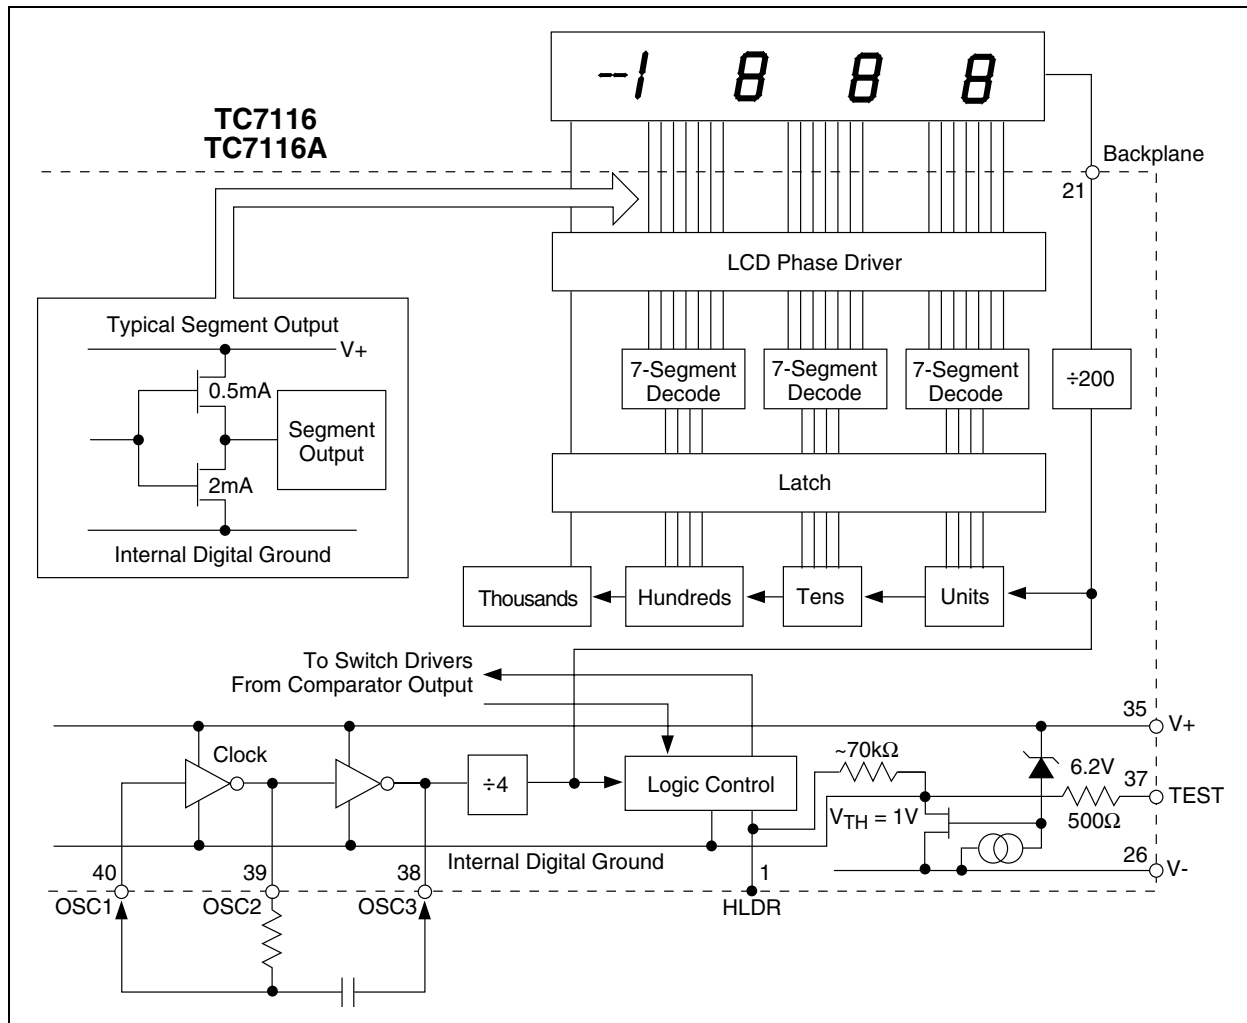 -1 8 8 8
TC7116
TC7116A
Backplane
21
LCD Phase Driver
Typical Segment Output
V+
0.5mA
Segment
Output
2mA
Internal Digital Ground
7-Segment
Decode
7-Segment
Decode
7-Segment
Decode
÷200
Latch
Thousands
Hundreds
Tens
Units
To Switch Drivers
From Comparator Output
35
V+
Clock
÷4
Logic Control
~70kΩ
6.2V
37
TEST
VTH = 1V
500Ω
Internal Digital Ground
26
V-
40
39
38
1
OSC1
OSC2
OSC3
HLDR